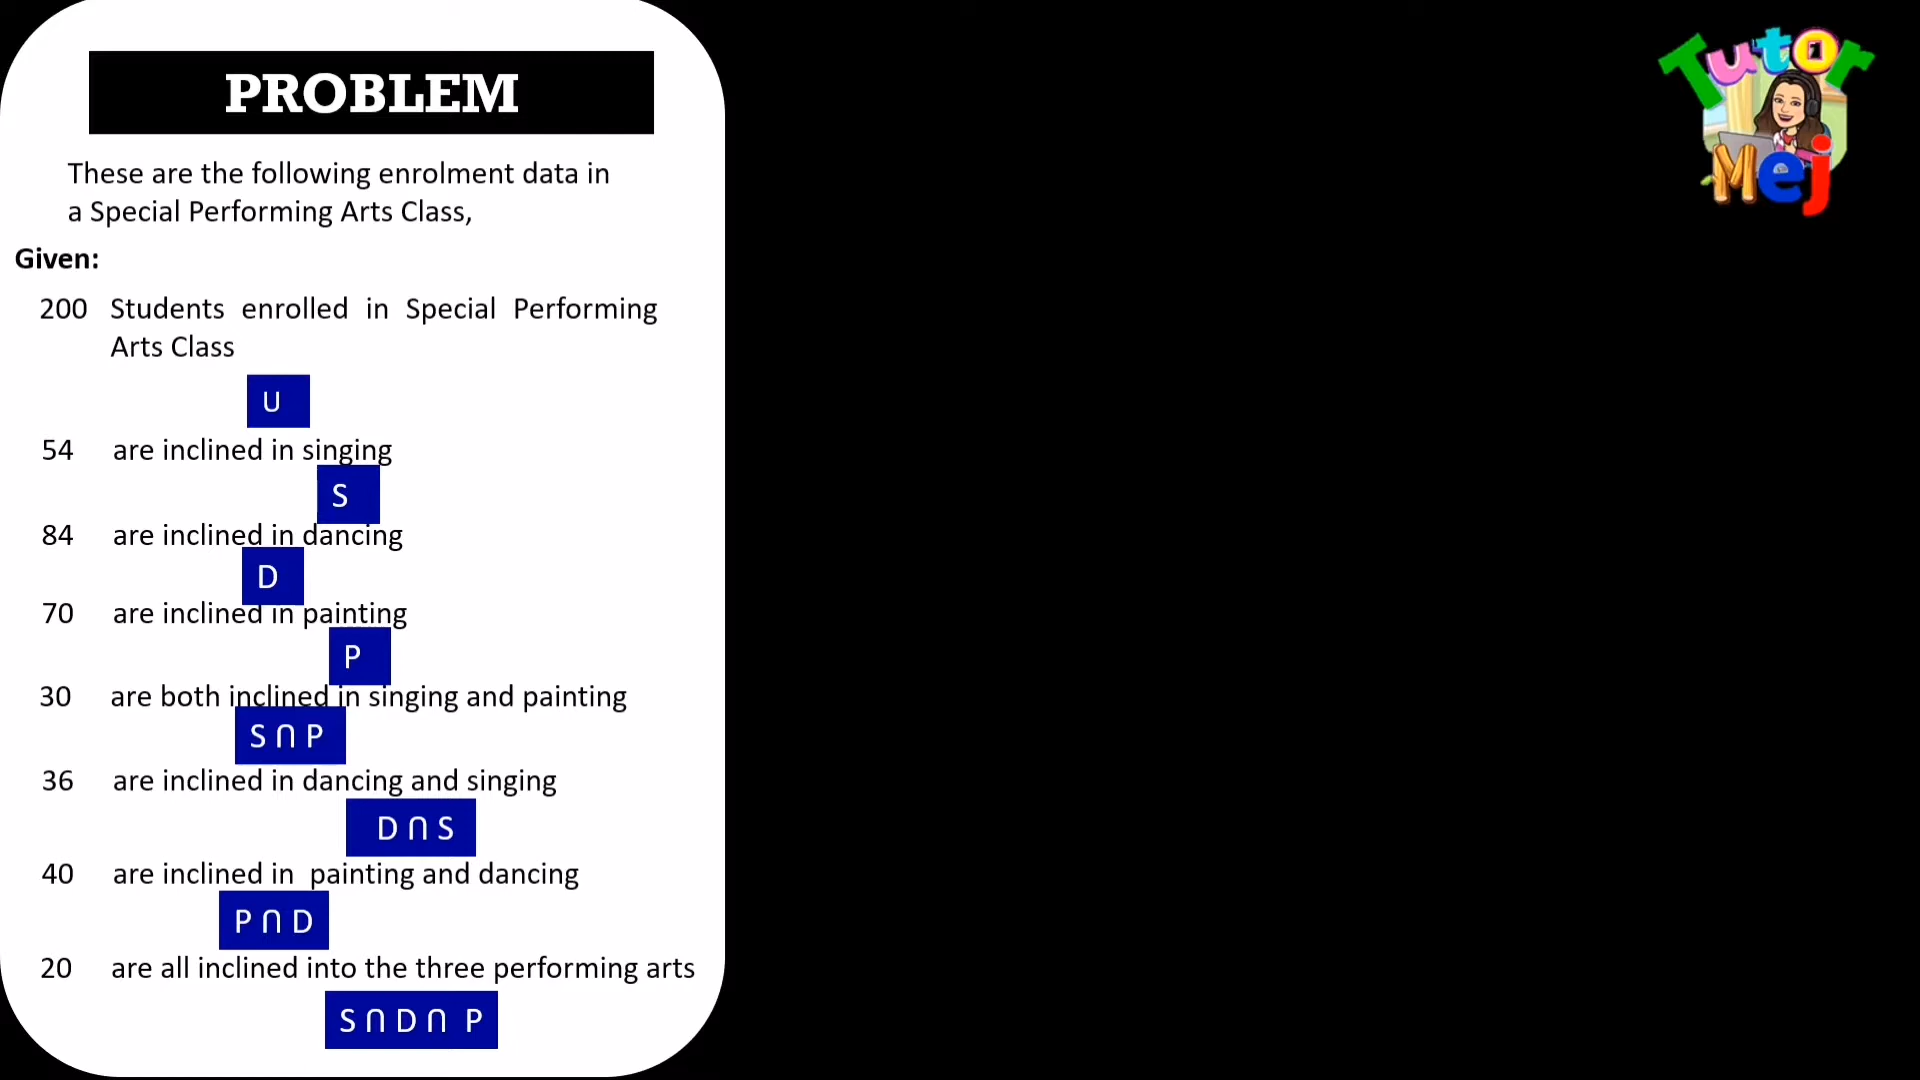 PROBLEM
These are the following enrolment data in
a Special Performing Arts Class,
Given:
200 Students enrolled in Special Performing
Arts Class
U
54 are inclined in singing
S
84 are inclined in dancing
D
70 are inclined in painting
P
30 are both inclined in singing and painting
S ∩ P
36 are inclined in dancing and singing
D ∩ S
40 are inclined in painting and dancing
P ∩ D
20 are all inclined into the three performing arts
S ∩ D ∩ P
Tutor
Mej